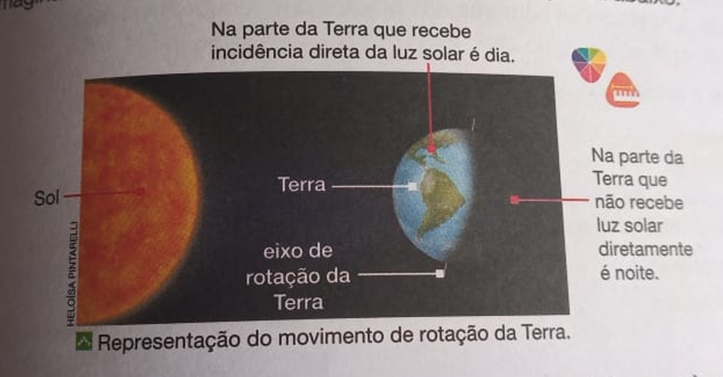 Na parte da Terra que recebe
incidência direta da luz solar é dia.
Sol
Terra
eixo de
rotação da
Terra
Na parte da
Terra que
não recebe
luz solar
diretamente
é noite.
HELOÍSA PINTARELLI
Representação do movimento de rotação da Terra.